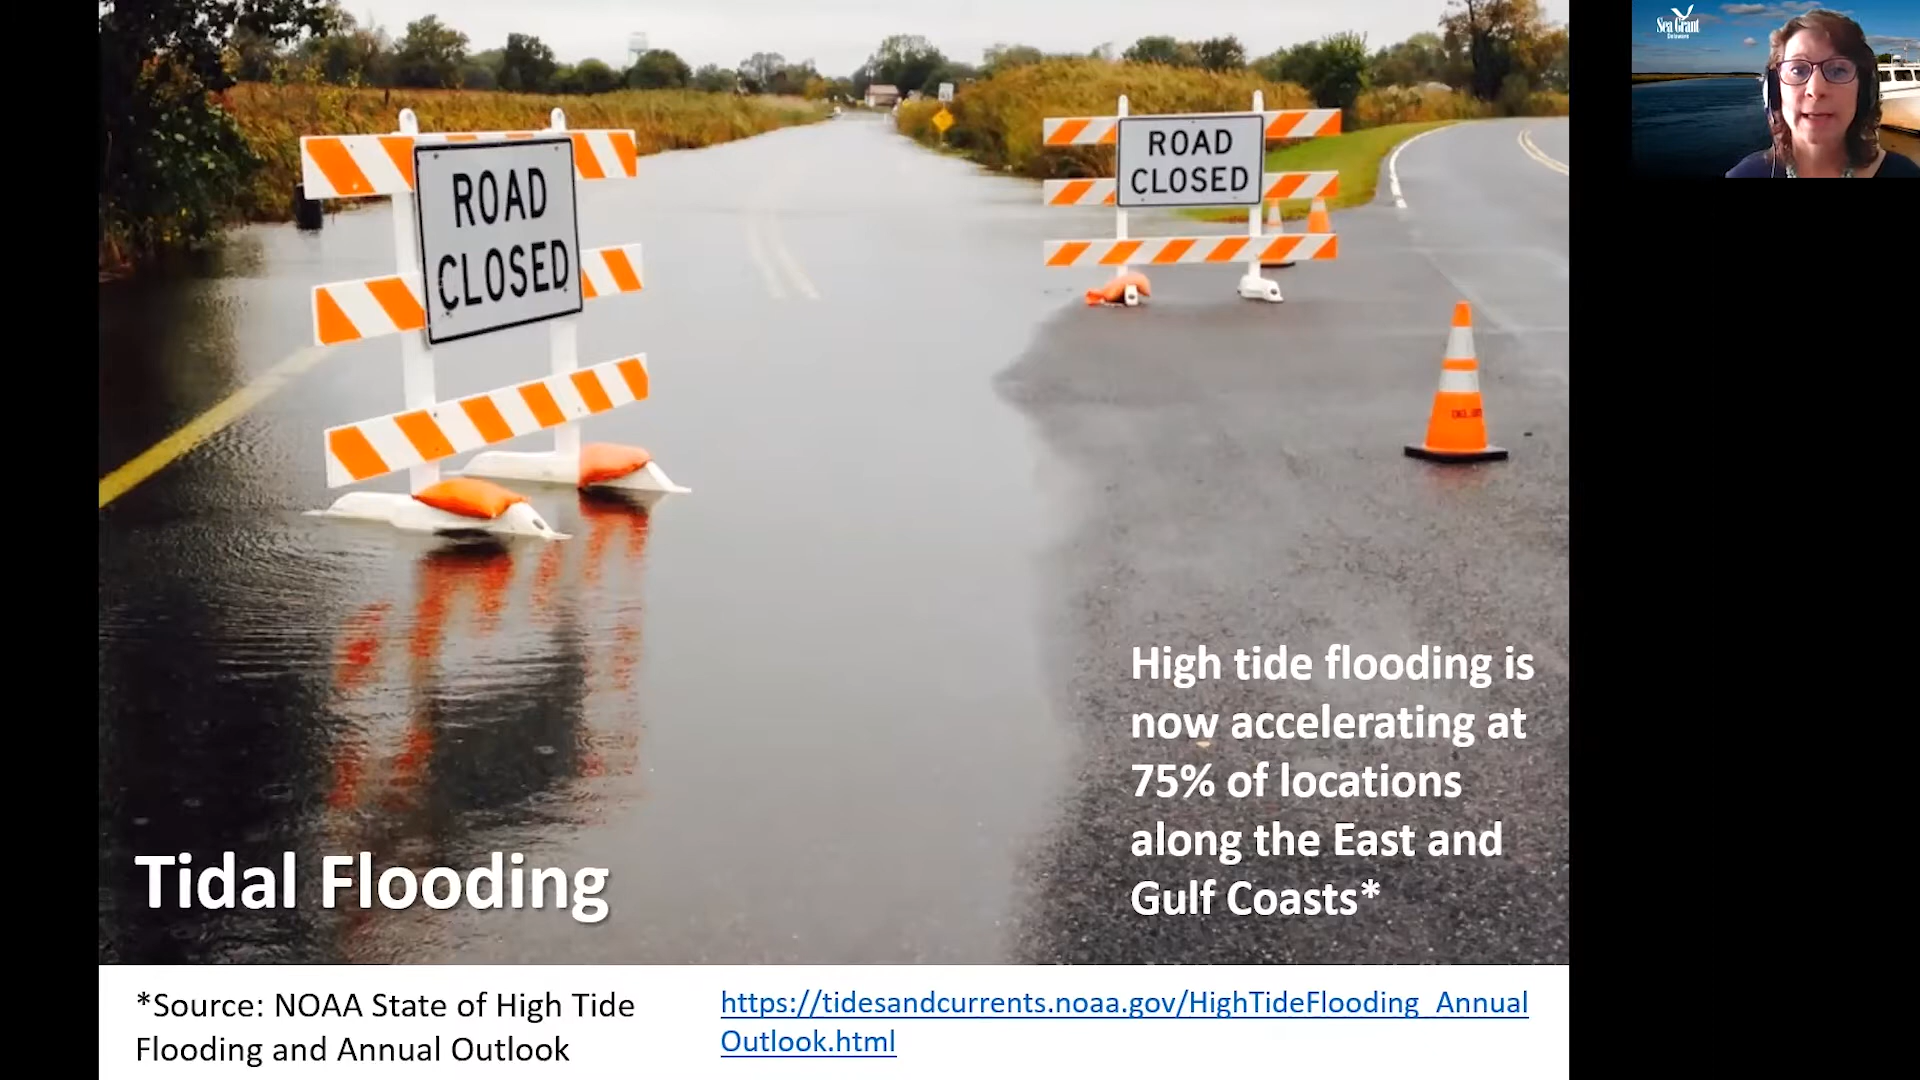 Sea Grant
Delaware
ROAD
CLOSED
ROAD
CLOSED
High tide flooding is
now accelerating at
75% of locations
along the East and
Gulf Coasts*
Tidal Flooding
*Source: NOAA State of High Tide
Flooding and Annual Outlook
https://tidesandcurrents.noaa.gov/HighTideFlooding_Annual
Outlook.html